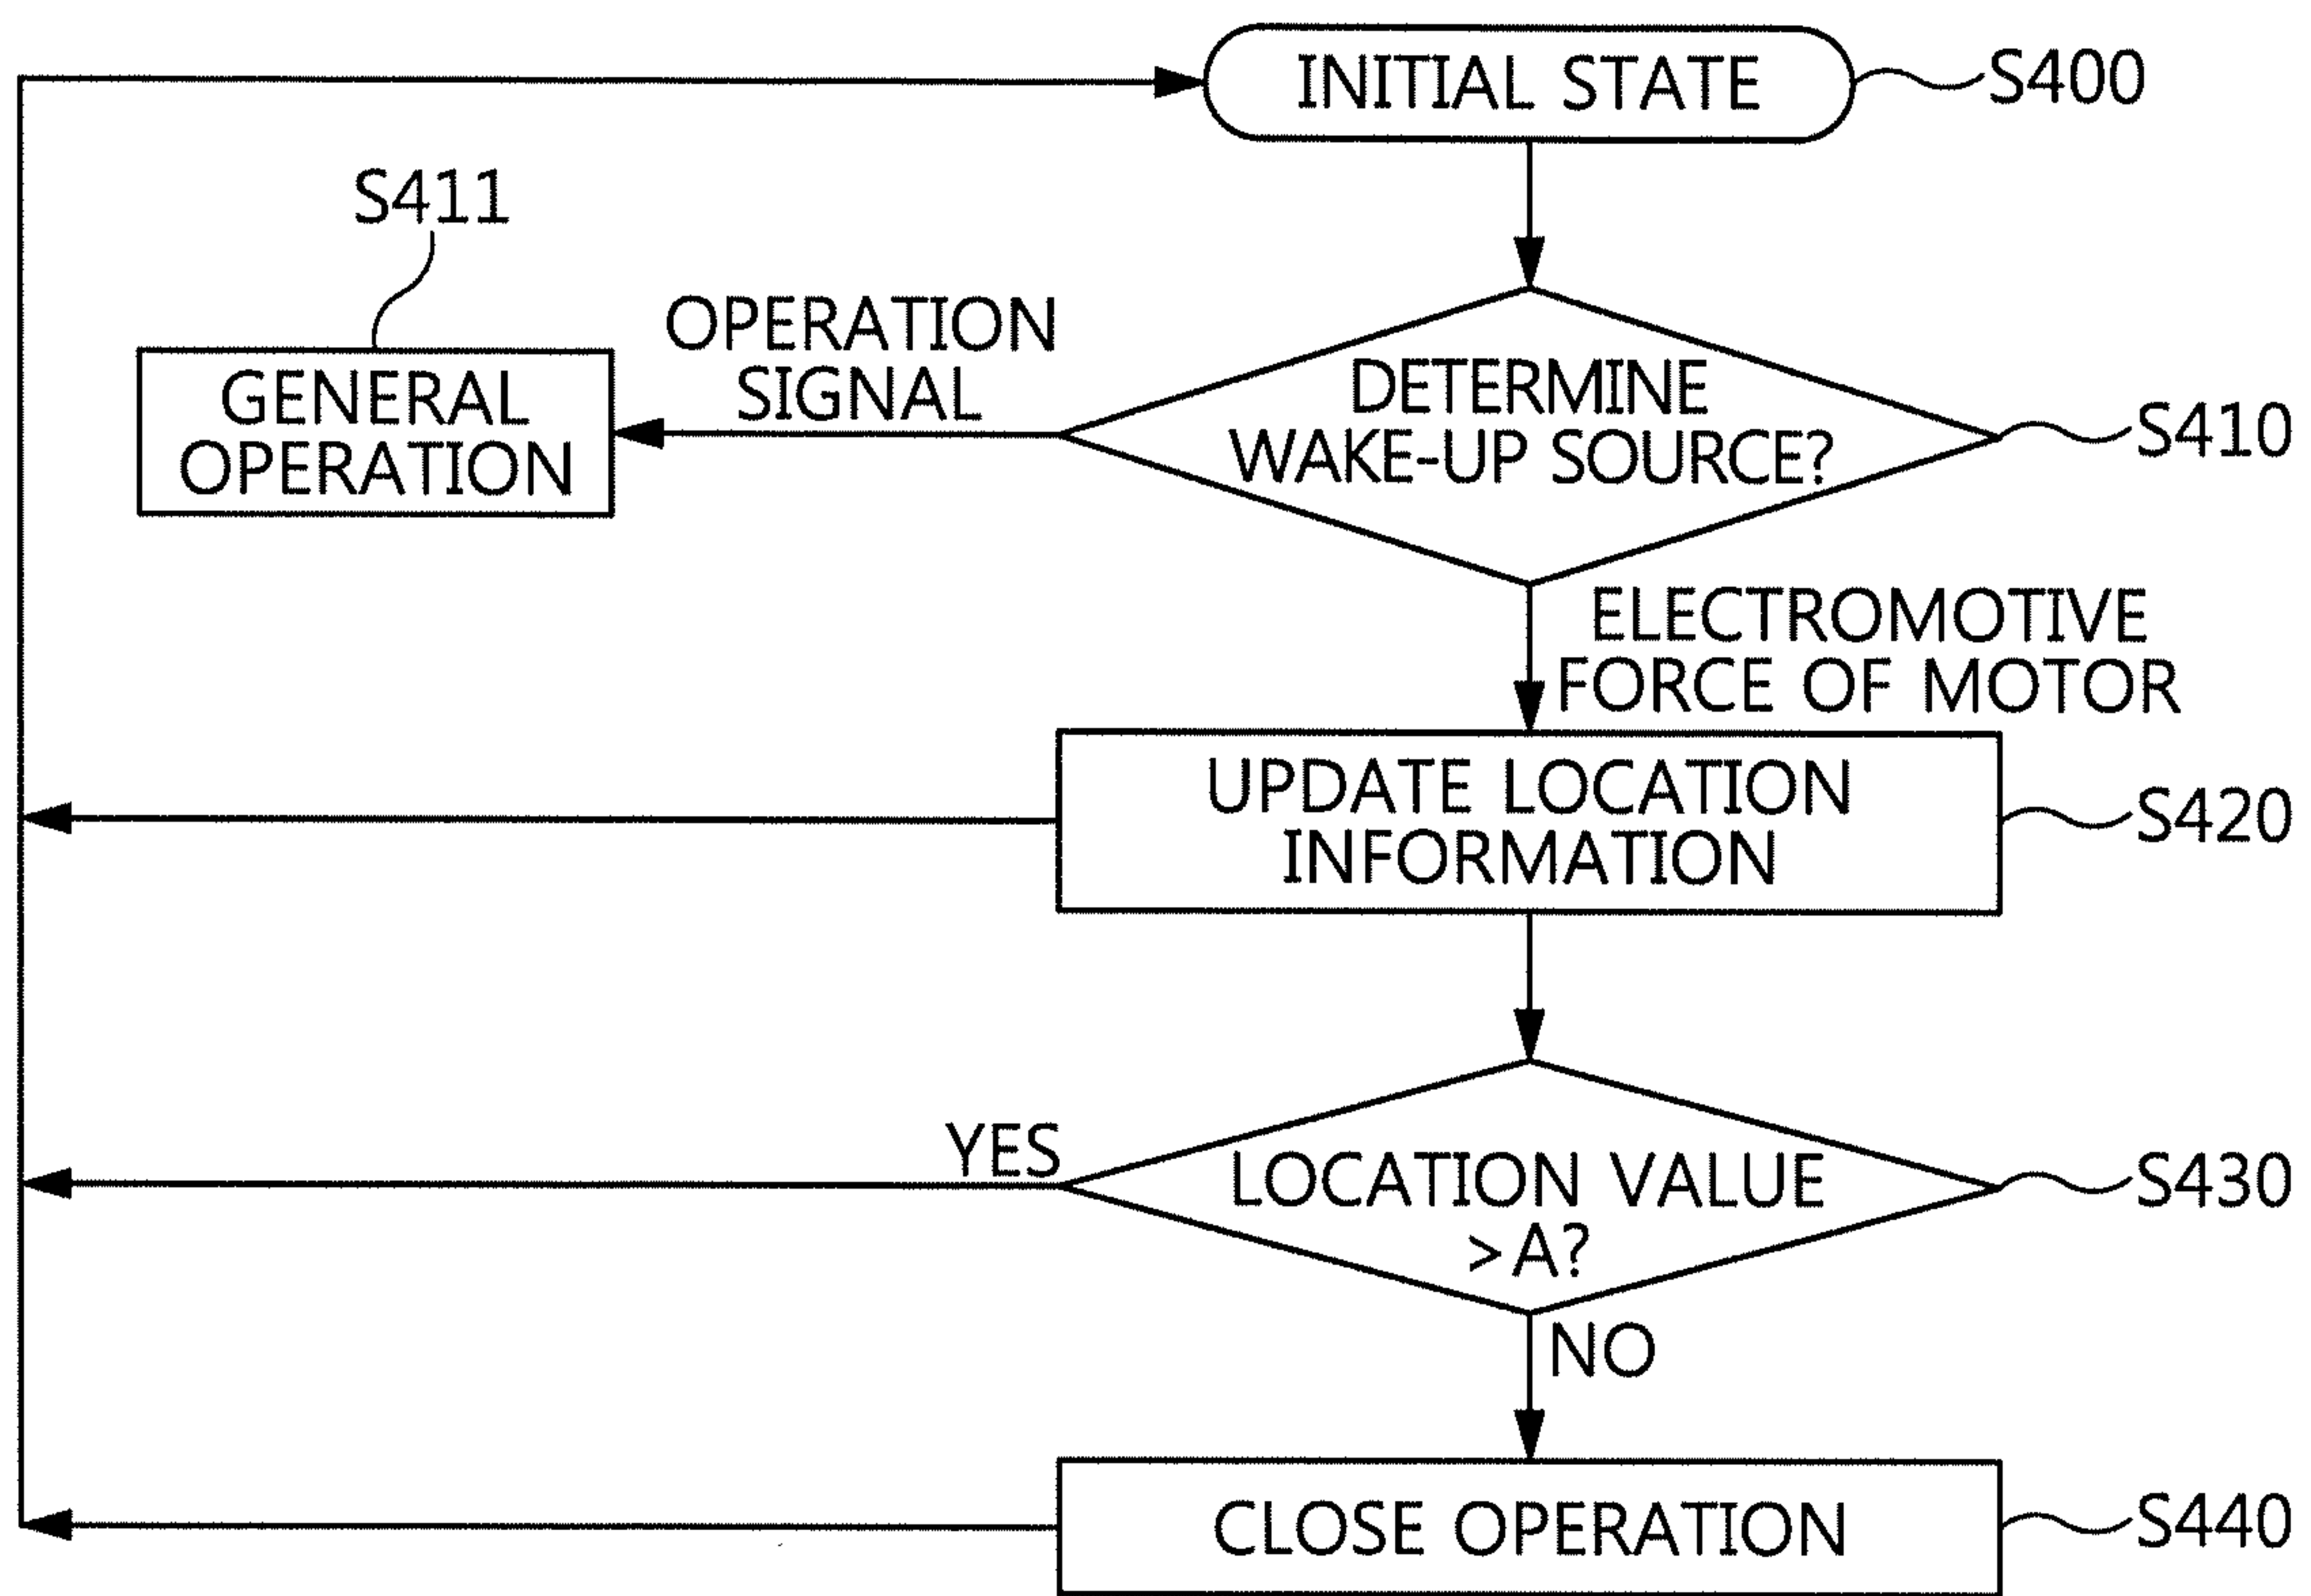 INITIAL STATE
S400
S411
OPERATION
SIGNAL
GENERAL
OPERATION
DETERMINE
WAKE-UP SOURCE?
S410
ELECTROMOTIVE
FORCE OF MOTOR
UPDATE LOCATION
INFORMATION
S420
YES
LOCATION VALUE
>A?
S430
NO
CLOSE OPERATION
S440